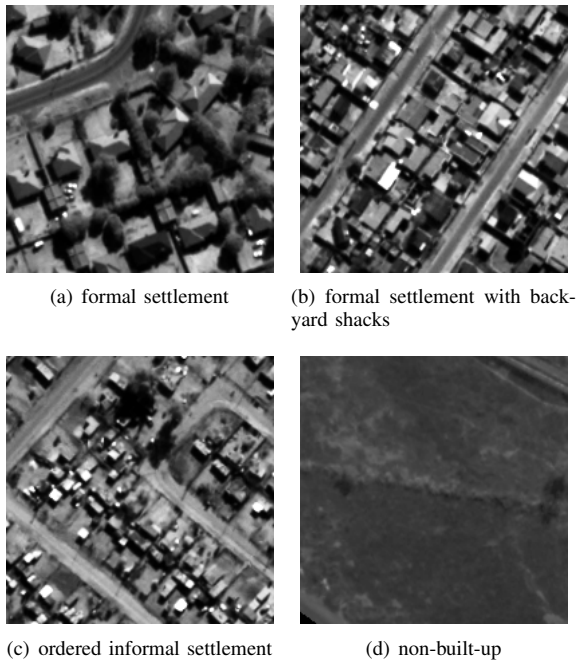 (a) formal settlement
(b) formal settlement with back-
yard shacks
(c) ordered informal settlement
(d) non-built-up